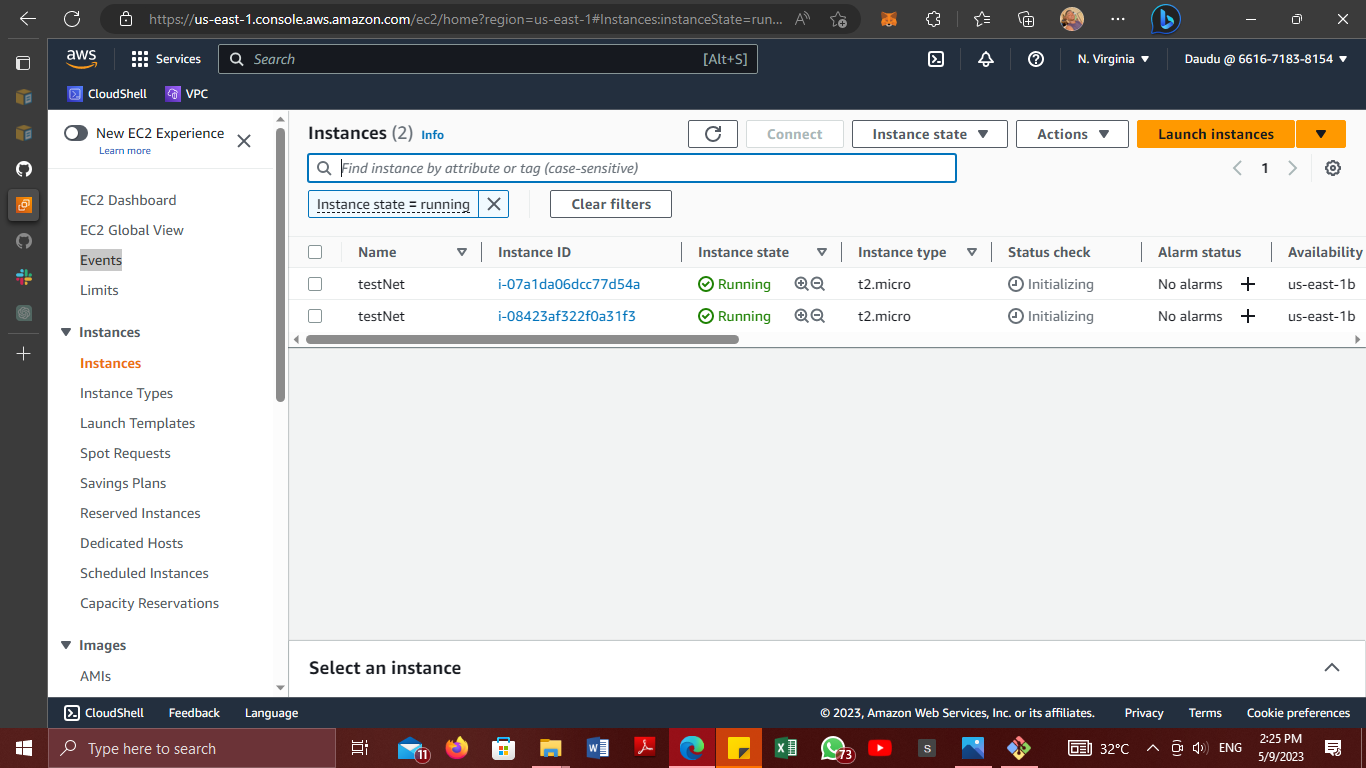 https://us-east-1.console.aws.amazon.com/ec2/home?region=us-east-1#Instances:instanceState=run...
aws
Services
Search
[Alt+S]
N. Virginia
Daudu @ 6616-7183-8154
CloudShell
VPC
New EC2 Experience
Learn more
EC2 Dashboard
EC2 Global View
Events
Limits
Instances
Instances
Instance Types
Launch Templates
Spot Requests
Savings Plans
Reserved Instances
Dedicated Hosts
Scheduled Instances
Capacity Reservations
Images
AMIs
Instances (2) Info
Connect
Instance state
Actions
Launch instances
Find instance by attribute or tag (case-sensitive)
1
Instance state = running
Clear filters
Name Instance ID Instance state Instance type Status check Alarm status Availability
testNet i-07a1da06dcc77d54a Running t2.micro Initializing No alarms us-east-1b
testNet i-08423af322f0a31f3 Running t2.micro Initializing No alarms us-east-1b
Select an instance
CloudShell
Feedback
Language
© 2023, Amazon Web Services, Inc. or its affiliates.
Privacy
Terms
Cookie preferences
Type here to search
11
73
S
32°C
ENG
2:25 PM
5/9/2023